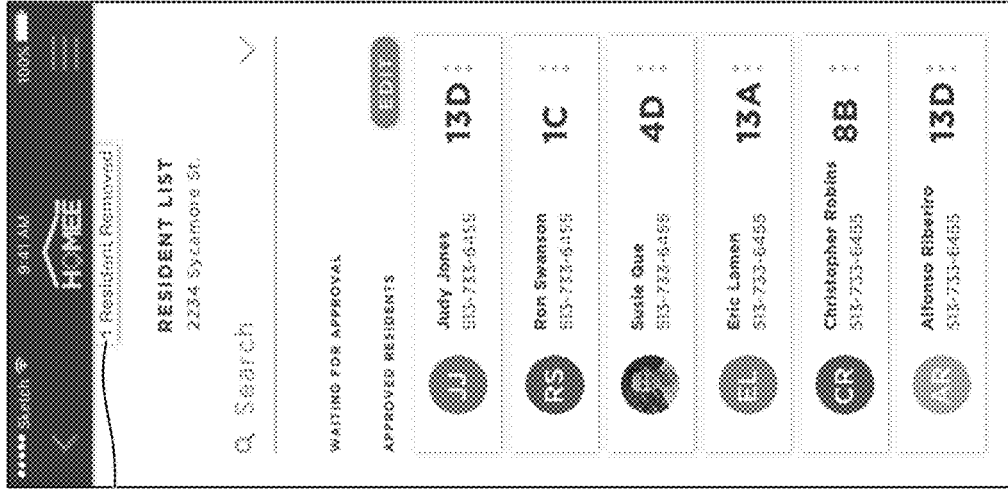 9:41 AM
100%
HOMEE
1 Resident Removed
RESIDENT LIST
2234 Sycamore St.
Search
WAITING FOR APPROVAL
APPROVED RESIDENTS
JJ
Judy Jones
513-733-6455
13D
RS
Ron Swanson
513-733-6455
1C
Susie Que
513-733-6455
4D
EL
Eric Lamen
513-733-6455
13A
CR
Christopher Robins
513-733-6455
8B
AR
Alfonso Riberiro
513-733-6455
13D